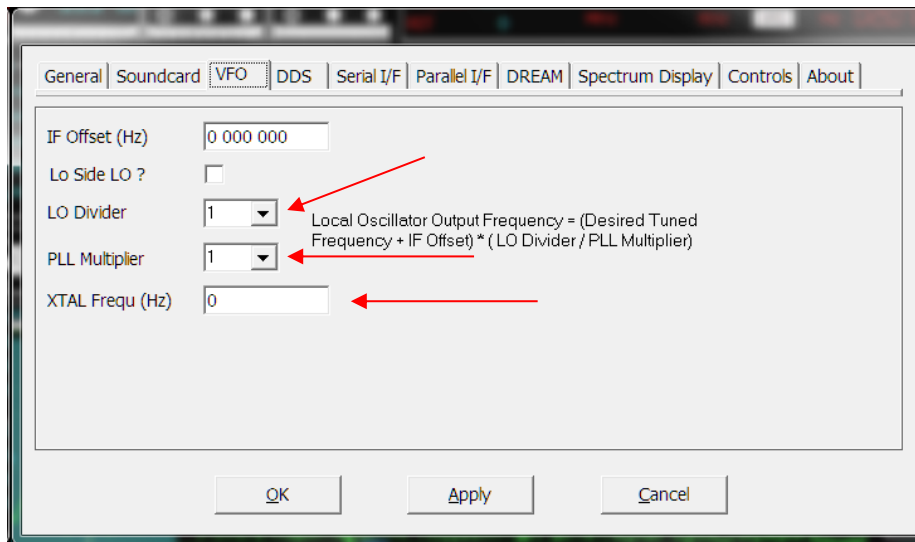 General Soundcard VFO DDS Serial I/F Parallel I/F DREAM Spectrum Display Controls About
IF Offset (Hz) 0 000 000
Lo Side LO ?
LO Divider 1
Local Oscillator Output Frequency = (Desired Tuned
Frequency + IF Offset) * ( LO Divider / PLL Multiplier)
PLL Multiplier 1
XTAL Frequ (Hz) 0
OK Apply Cancel